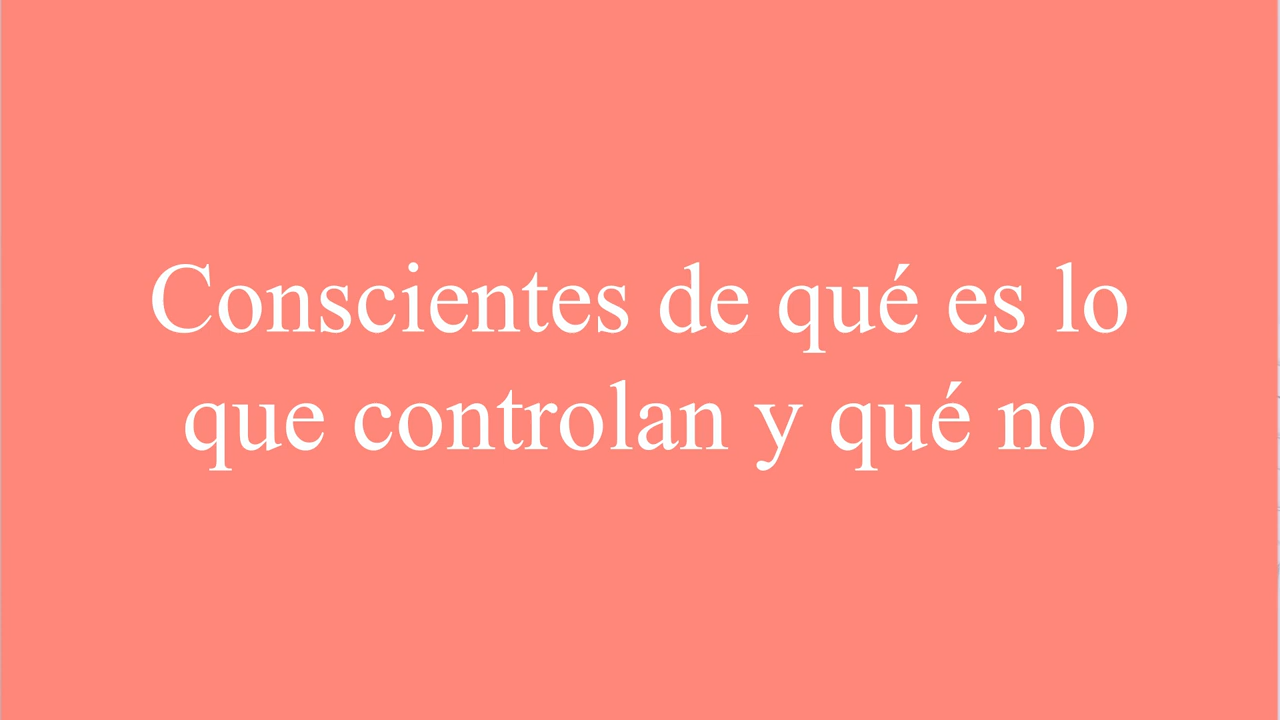 Conscientes de qué es lo
que controlan y qué no